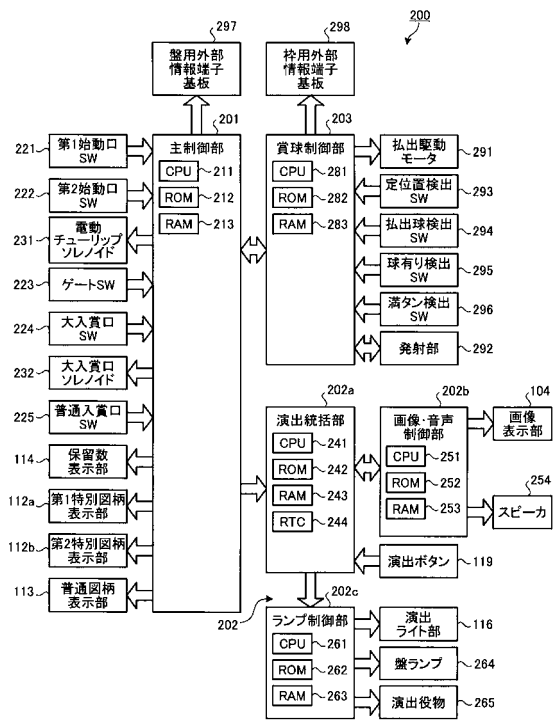 200
297
盤用外部
情報端子
基板
298
枠用外部
情報端子
基板
201
主制御部
CPU
211
ROM
212
RAM
213
203
賞球制御部
CPU
281
ROM
282
RAM
283
221
第1始動口
SW
222
第2始動口
SW
231
電動
チューリップ
ソレノイド
223
ゲートSW
224
大入賞口
SW
232
大入賞口
ソレノイド
225
普通入賞口
SW
114
保留数
表示部
112a
第1特別図柄
表示部
112b
第2特別図柄
表示部
113
普通図柄
表示部
払出駆動
モータ
291
定位置検出
SW
293
払出球検出
SW
294
球有り検出
SW
295
満タン検出
SW
296
発射部
292
202a
演出統括部
CPU
241
ROM
242
RAM
243
RTC
244
202b
画像・音声
制御部
CPU
251
ROM
252
RAM
253
104
画像
表示部
254
スピーカ
演出ボタン
119
202
202c
ランプ制御部
CPU
261
ROM
262
RAM
263
演出
ライト部
116
盤ランプ
264
演出役物
265